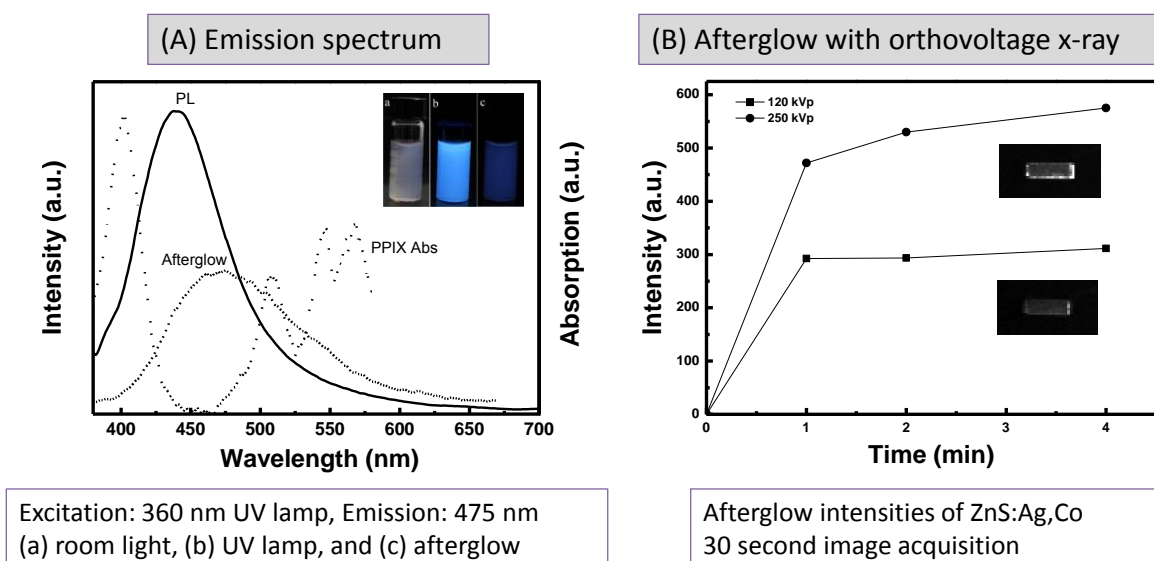 (A) Emission spectrum
PL
a b c
Afterglow
PPIX Abs
Intensity (a.u.)
Absorption (a.u.)
400 450 500 550 600 650 700
Wavelength (nm)
Excitation: 360 nm UV lamp, Emission: 475 nm
(a) room light, (b) UV lamp, and (c) afterglow
(B) Afterglow with orthovoltage x-ray
600
500
400
300
200
100
0
120 kVp
250 kVp
Intensity (a.u.)
0 1 2 3 4
Time (min)
Afterglow intensities of ZnS:Ag,Co
30 second image acquisition